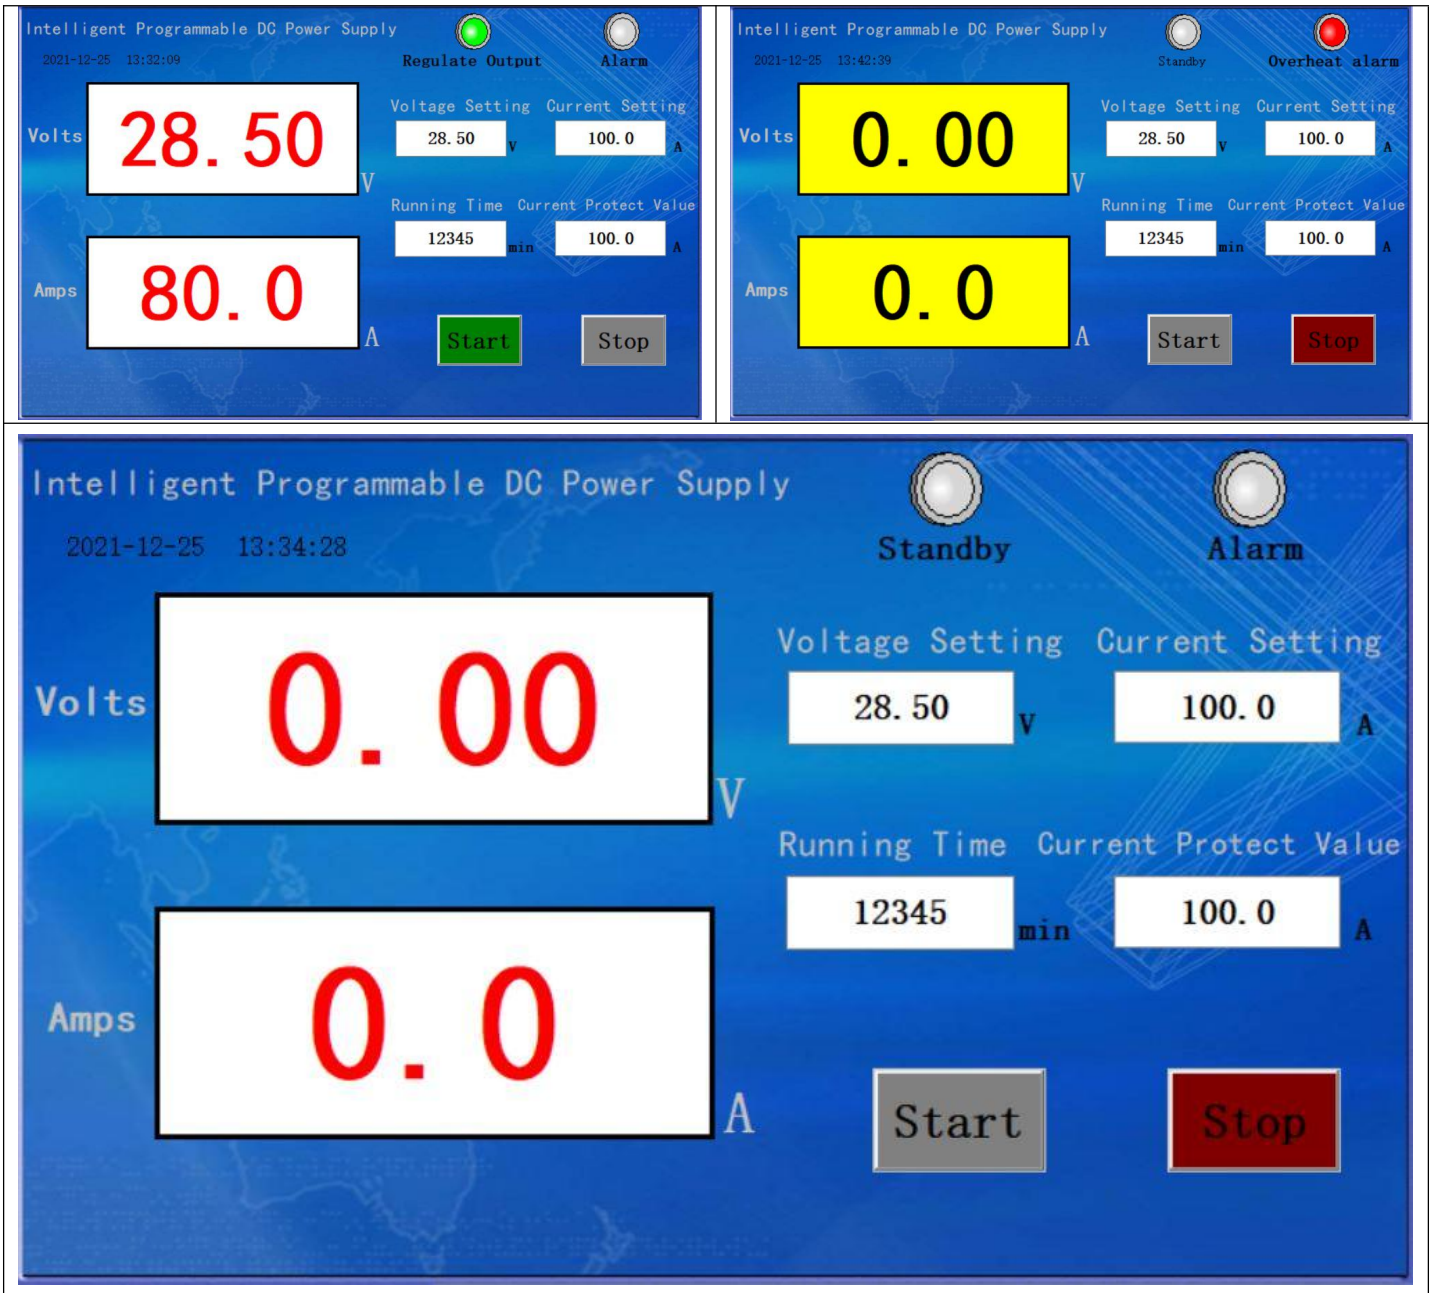 Intelligent Programmable DC Power Supply
2021-12-25 13:32:09
Regulate Output Alarm
Volts 28.50 V
Voltage Setting Current Setting
28.50 V 100.0 A
Running Time Current Protect Value
12345 min 100.0 A
Amps 80.0 A
Start Stop
Intelligent Programmable DC Power Supply
2021-12-25 13:42:39
Standby Overheat alarm
Volts 0.00 V
Voltage Setting Current Setting
28.50 V 100.0 A
Running Time Current Protect Value
12345 min 100.0 A
Amps 0.0 A
Start Stop
Intelligent Programmable DC Power Supply
2021-12-25 13:34:28
Standby Alarm
Volts 0.00 V
Voltage Setting Current Setting
28.50 V 100.0 A
Running Time Current Protect Value
12345 min 100.0 A
Amps 0.0 A
Start Stop